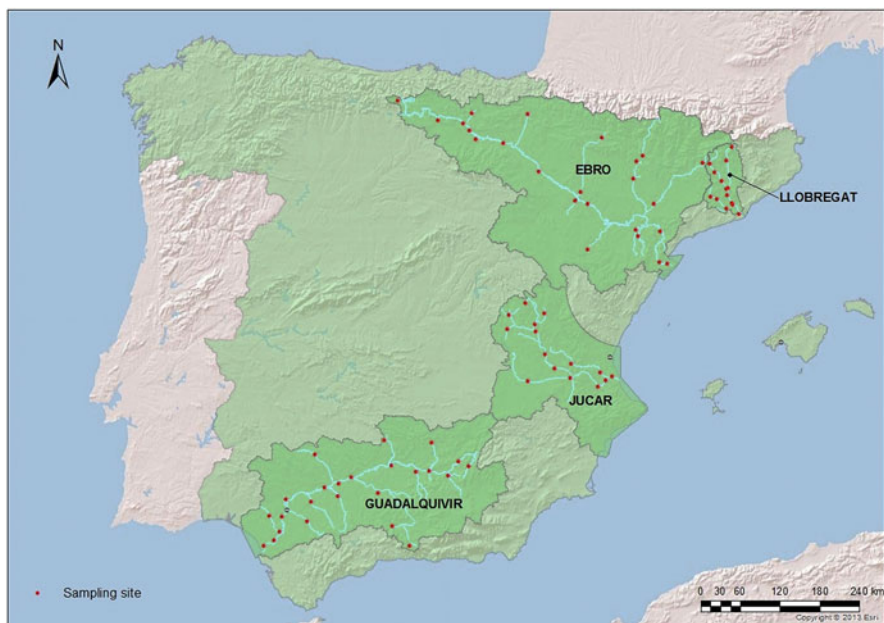 N
EBRO
LLOBREGAT
JUCAR
GUADALQUIVIR
Sampling site
0 30 60 120 180 240 km
Copyright © 2013 Esri